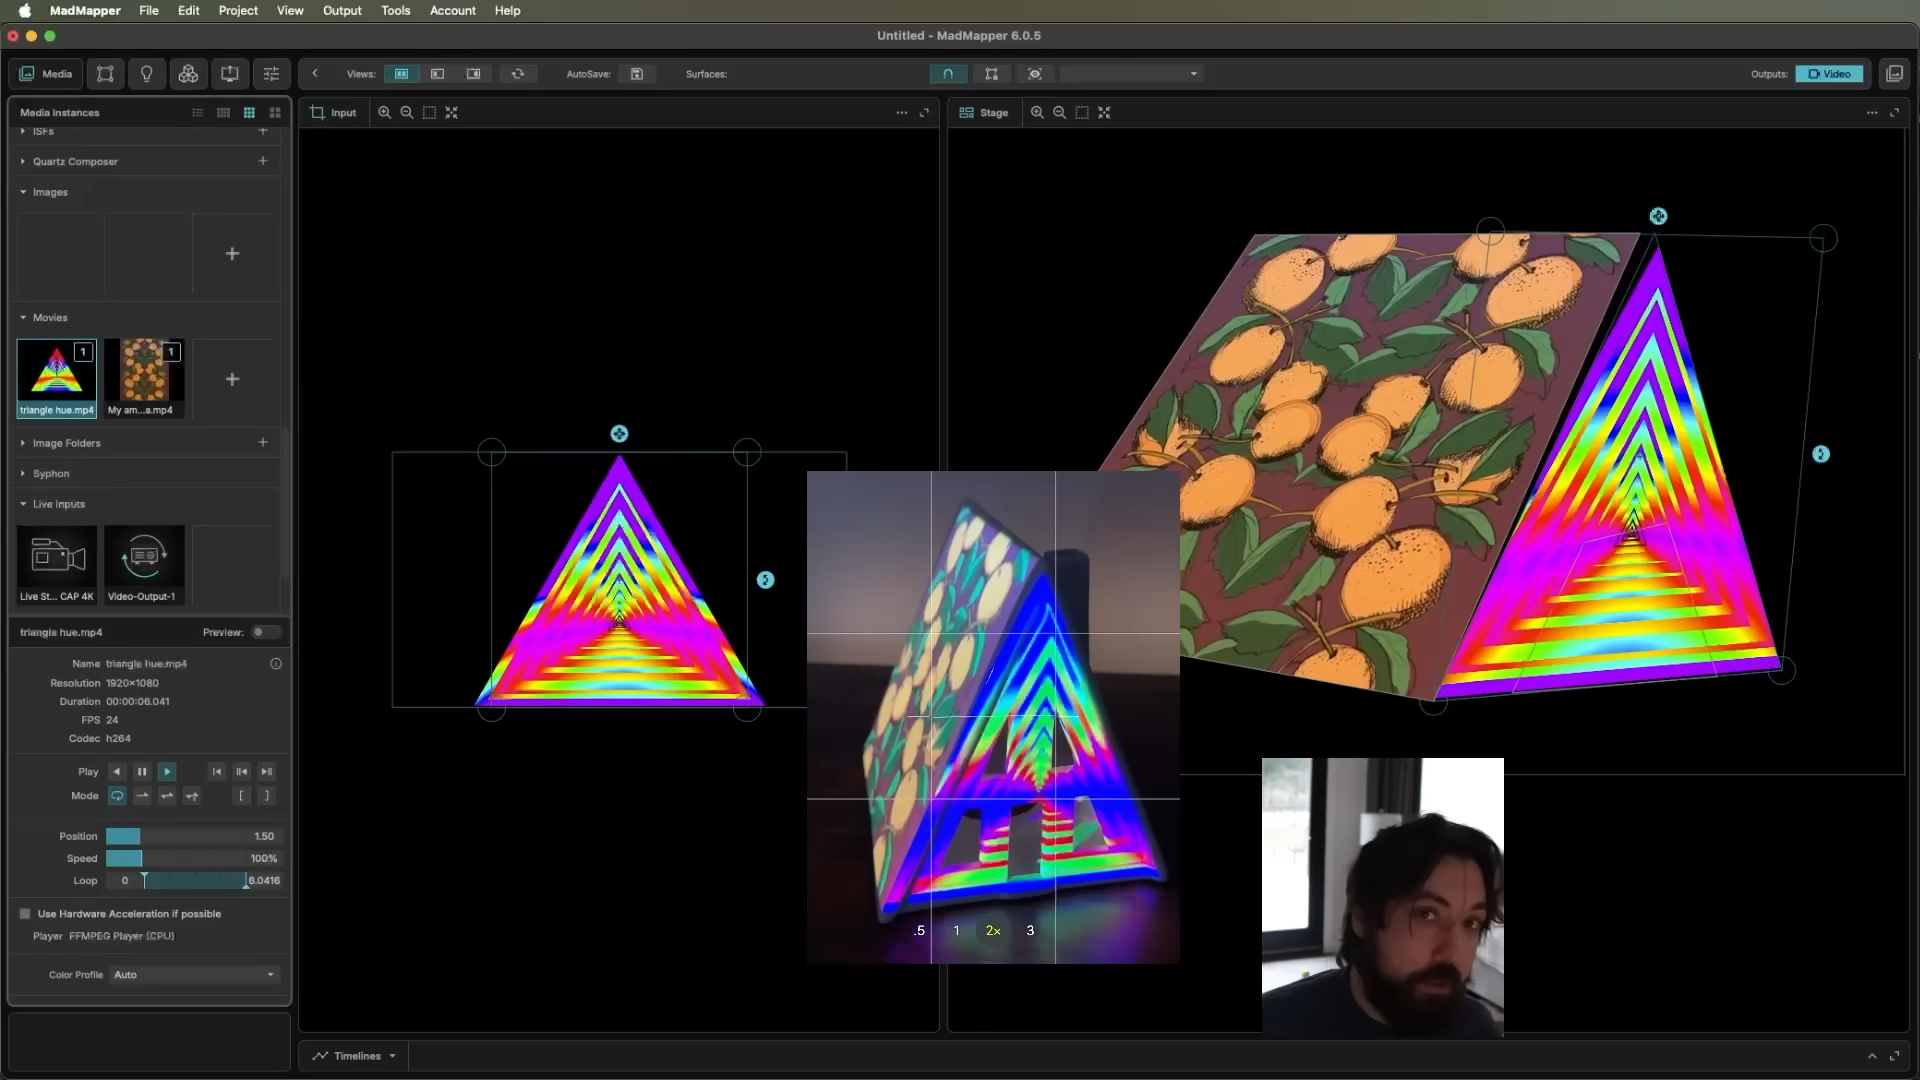 MadMapper File Edit Project View Output Tools Account Help
Untitled - MadMapper 6.0.5
Media
Views:
AutoSave:
Surfaces:
Outputs:
Video
Media Instances
Input
Stage
ISFs
Quartz Composer
Images
Movies
1
1
triangle hue.mp4
My am...a.mp4
Image Folders
Syphon
Live Inputs
Live St... CAP 4K
Video-Output-1
triangle hue.mp4
Preview:
Name triangle hue.mp4
Resolution 1920×1080
Duration 00:00:06.041
FPS 24
Codec h264
Play
Mode
Position 1.50
Speed 100%
Loop 0 6.0416
Use Hardware Acceleration if possible
Player FFMPEG Player (CPU)
Color Profile Auto
.5 1 2× 3
Timelines